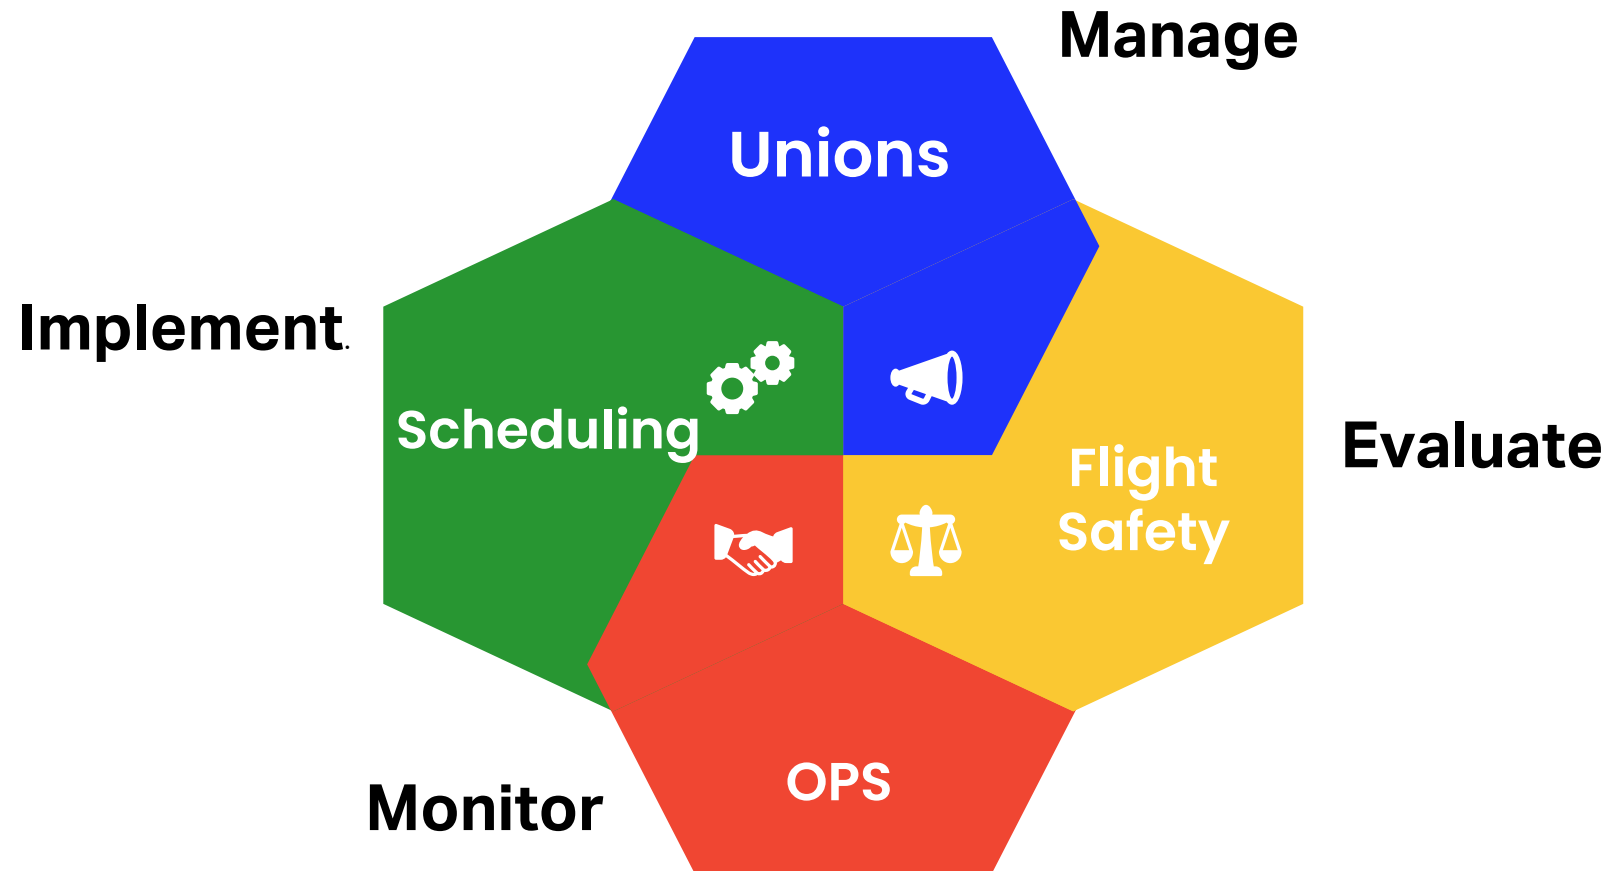 Manage
Unions
Implement.
Scheduling
Flight
Safety
Evaluate
OPS
Monitor